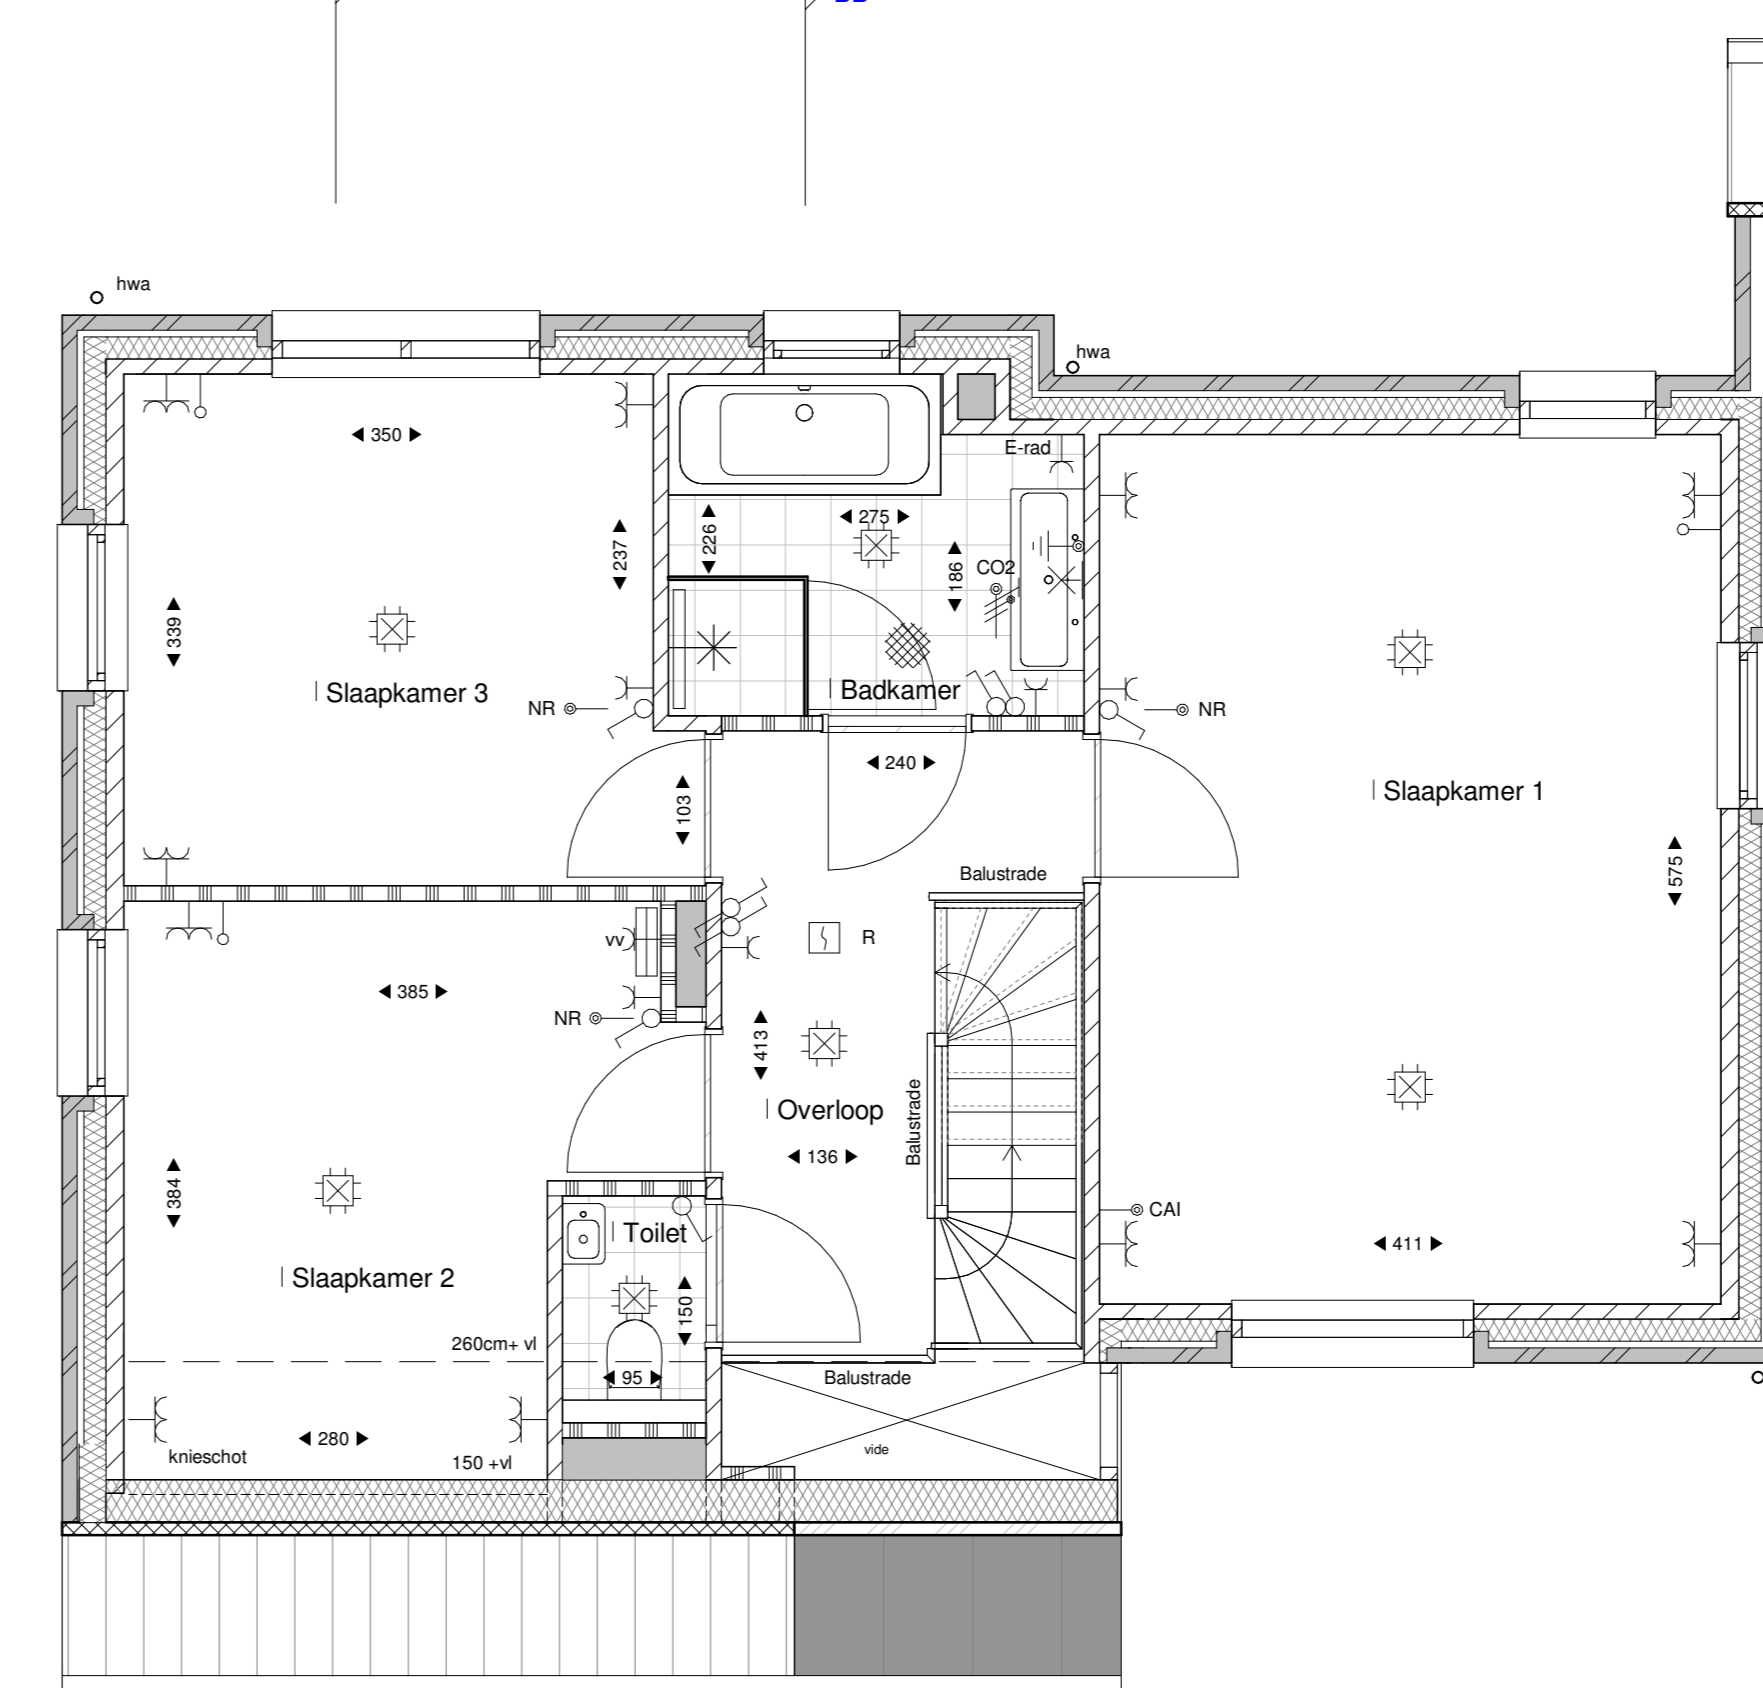 hwa
hwa
350
E-rad
275
226
237
186
CO2
339
Slaapkamer 3
Badkamer
NR
NR
240
103
Slaapkamer 1
575
Balustrade
vv
R
385
NR
413
Overloop
Balustrade
136
384
CAI
Toilet
411
Slaapkamer 2
150
260cm+ vl
95
Balustrade
280
knieschot
150 +vl
vide